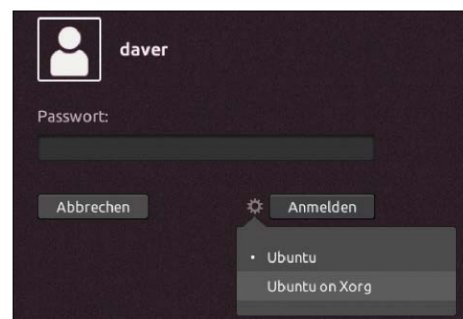 daver
Passwort:
Abbrechen
Anmelden
• Ubuntu
Ubuntu on Xorg